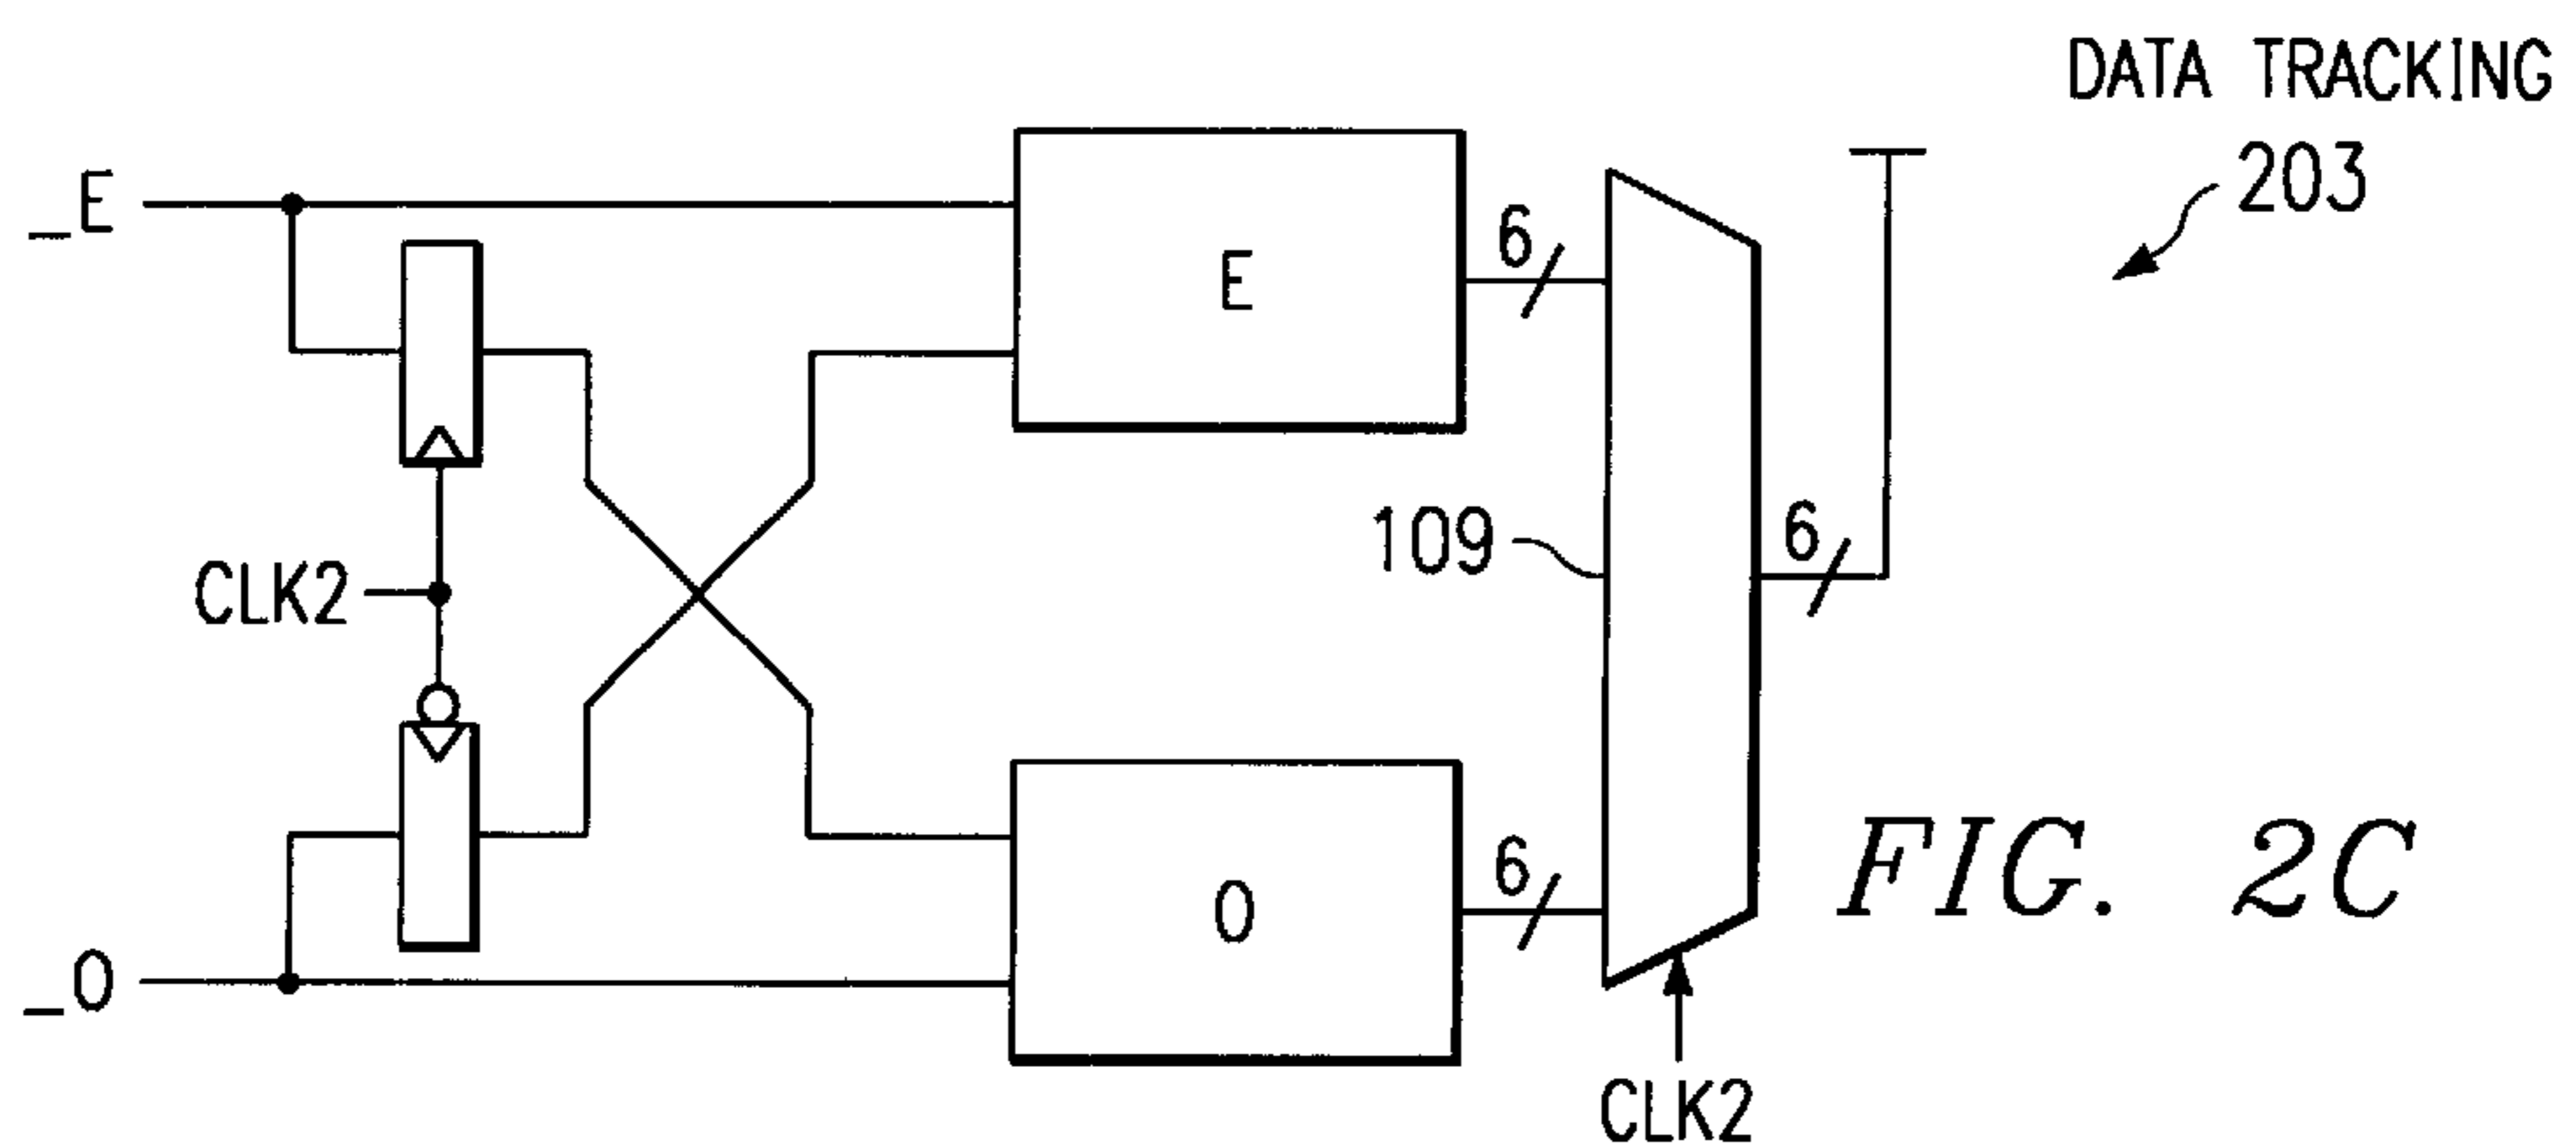 DATA TRACKING
203
_E
E
6
109
6
CLK2
6
O
_O
CLK2
FIG. 2C